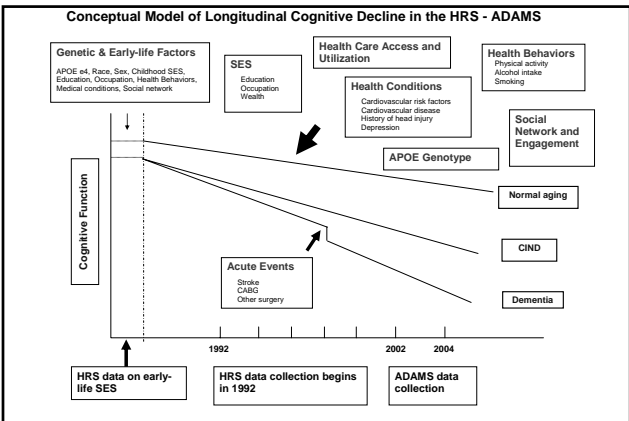 Conceptual Model of Longitudinal Cognitive Decline in the HRS - ADAMS
Genetic & Early-life Factors
APOE e4, Race, Sex, Childhood SES,
Education, Occupation, Health Behaviors,
Medical conditions, Social network
SES
Education
Occupation
Wealth
Health Care Access and
Utilization
Health Conditions
Cardiovascular risk factors
Cardiovascular disease
History of head injury
Depression
Health Behaviors
Physical activity
Alcohol intake
Smoking
Social
Network and
Engagement
APOE Genotype
Cognitive Function
Normal aging
CIND
Dementia
Acute Events
Stroke
CABG
Other surgery
1992
2002
2004
HRS data on early-
life SES
HRS data collection begins
in 1992
ADAMS data
collection